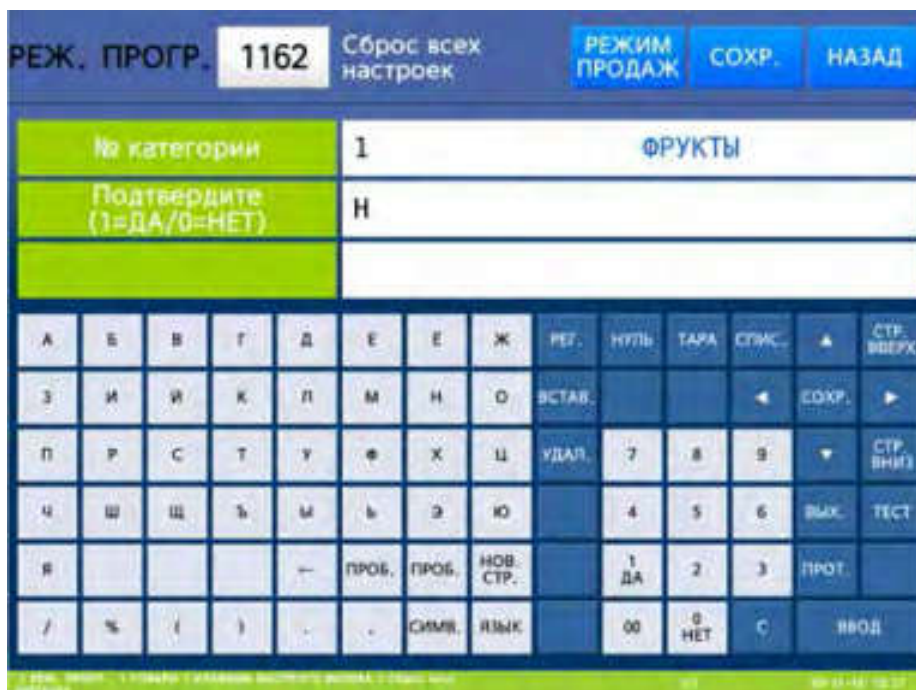 РЕЖ. ПРОГР. 1162 Сброс всех настроек РЕЖИМ ПРОДАЖ СОХР. НАЗАД
№ категории 1 ФРУКТЫ
Подтвердите (1=ДА/0=НЕТ) Н
А Б В Г Д Е Ё Ж РЕГ. НУЛЬ ТАРА СПИС. ▲ СТР. ВВЕРХ
З И Й К Л М Н О ВСТАВ. ◄ СОХР. ►
П Р С Т У Ф Х Ц УДАЛ. 7 8 9 ▼ СТР. ВНИЗ
Ч Ш Щ Ъ Ы Ь Э Ю 4 5 6 ВЫХ. ТЕСТ
Я ← ПРОБ. ПРОБ. НОВ. СТР. 1 ДА 2 3 ПРОТ.
/ % ( ) . СИМВ. ЯЗЫК 00 0 НЕТ С ВВОД